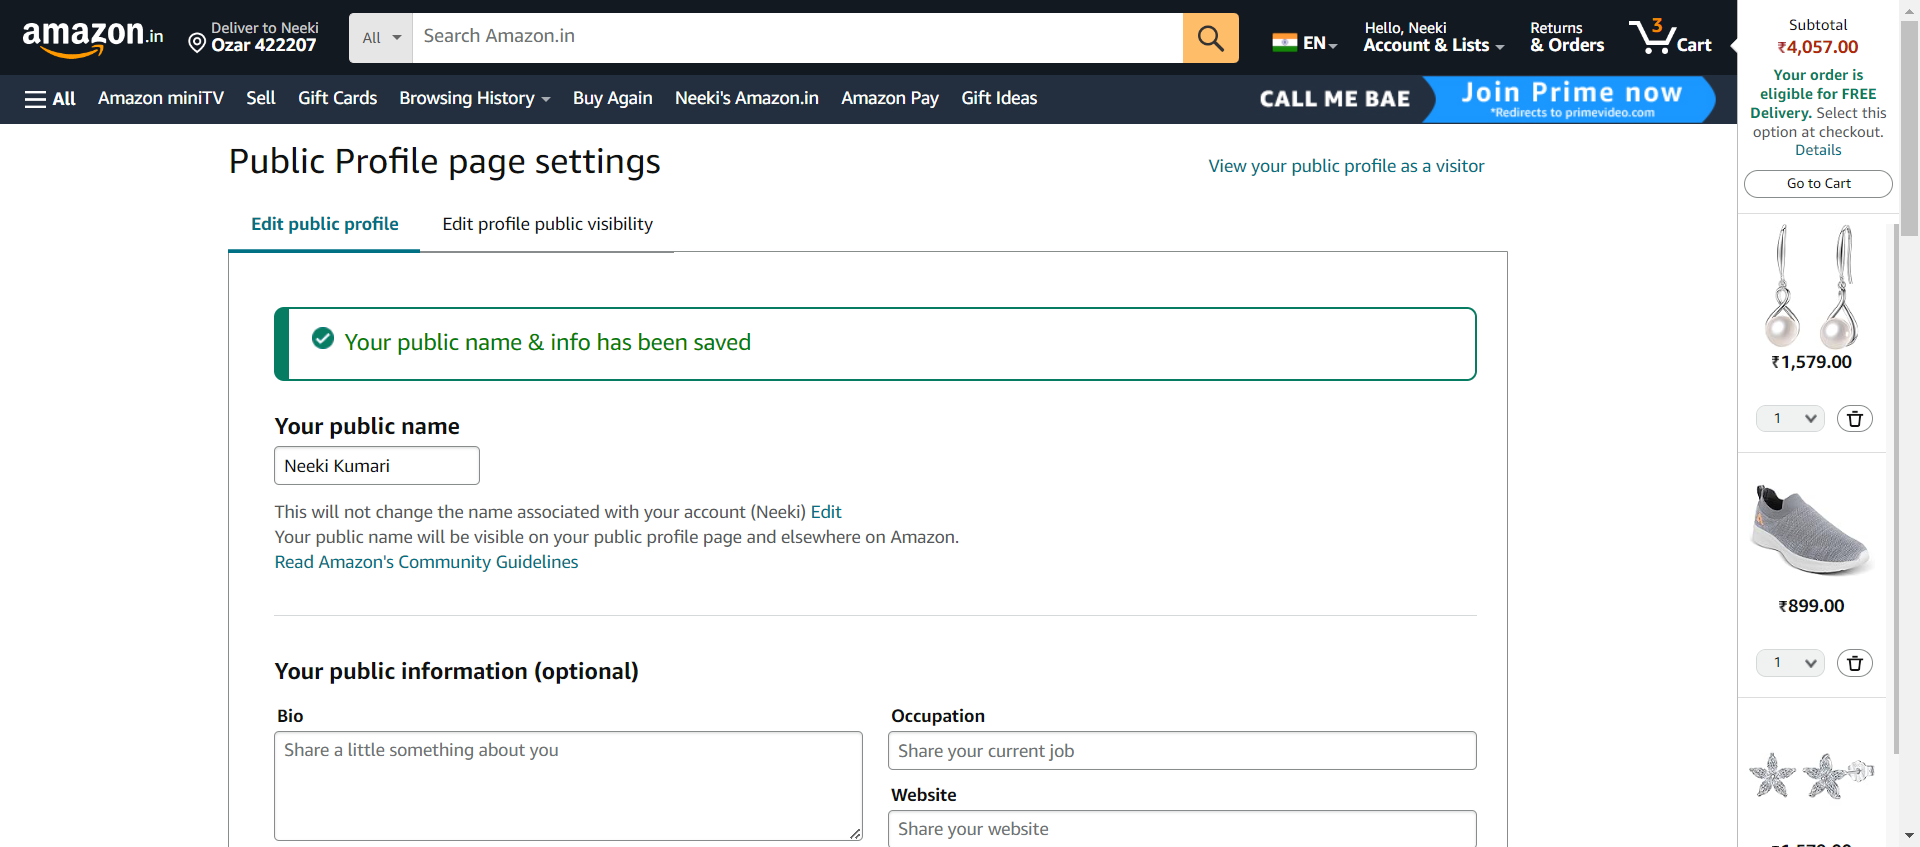 amazon.in
Deliver to Neeki
Ozar 422207
All
Search Amazon.in
EN
Hello, Neeki
Account & Lists
Returns
& Orders
3
Cart
All
Amazon miniTV
Sell
Gift Cards
Browsing History
Buy Again
Neeki's Amazon.in
Amazon Pay
Gift Ideas
CALL ME BAE
Join Prime now
*Redirects to primevideo.com
Public Profile page settings
View your public profile as a visitor
Edit public profile
Edit profile public visibility
Your public name & info has been saved
Your public name
Neeki Kumari
This will not change the name associated with your account (Neeki) Edit
Your public name will be visible on your public profile page and elsewhere on Amazon.
Read Amazon's Community Guidelines
Your public information (optional)
Bio
Share a little something about you
Occupation
Share your current job
Website
Share your website
Subtotal
₹4,057.00
Your order is
eligible for FREE
Delivery. Select this
option at checkout.
Details
Go to Cart
₹1,579.00
1
₹899.00
1